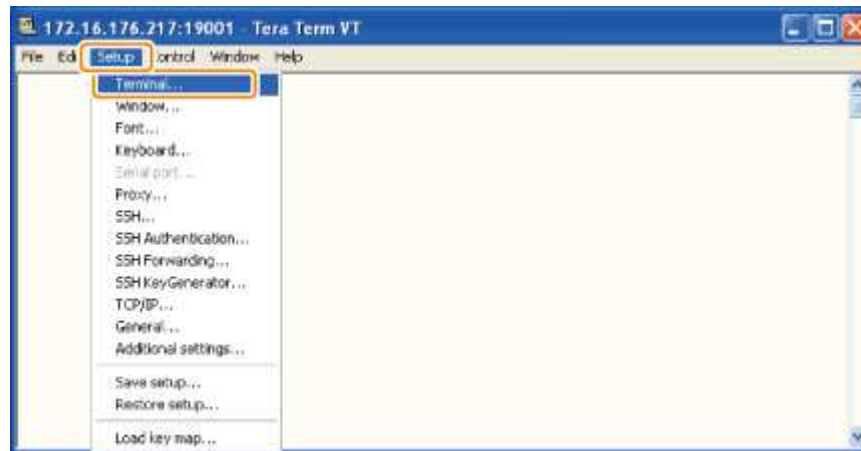 172.16.176.217:19001 - Tera Term VT
File Edi Setup ontrol Window Help
Terminal...
Window...
Font...
Keyboard...
Serial port...
Proxy...
SSH...
SSH Authentication...
SSH Forwarding...
SSH KeyGenerator...
TCP/IP...
General...
Additional settings...
Save setup...
Restore setup...
Load key map...